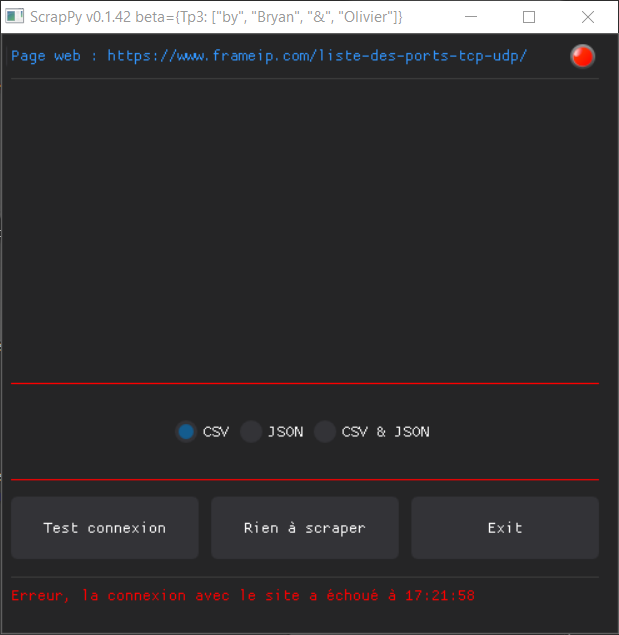 ScrapPy v0.1.42 beta={Tp3: ["by", "Bryan", "&", "Olivier"]}
Page web : https://www.frameip.com/liste-des-ports-tcp-udp/
CSV JSON CSV & JSON
Test connexion Rien à scraper Exit
Erreur, la connexion avec le site a échoué à 17:21:58